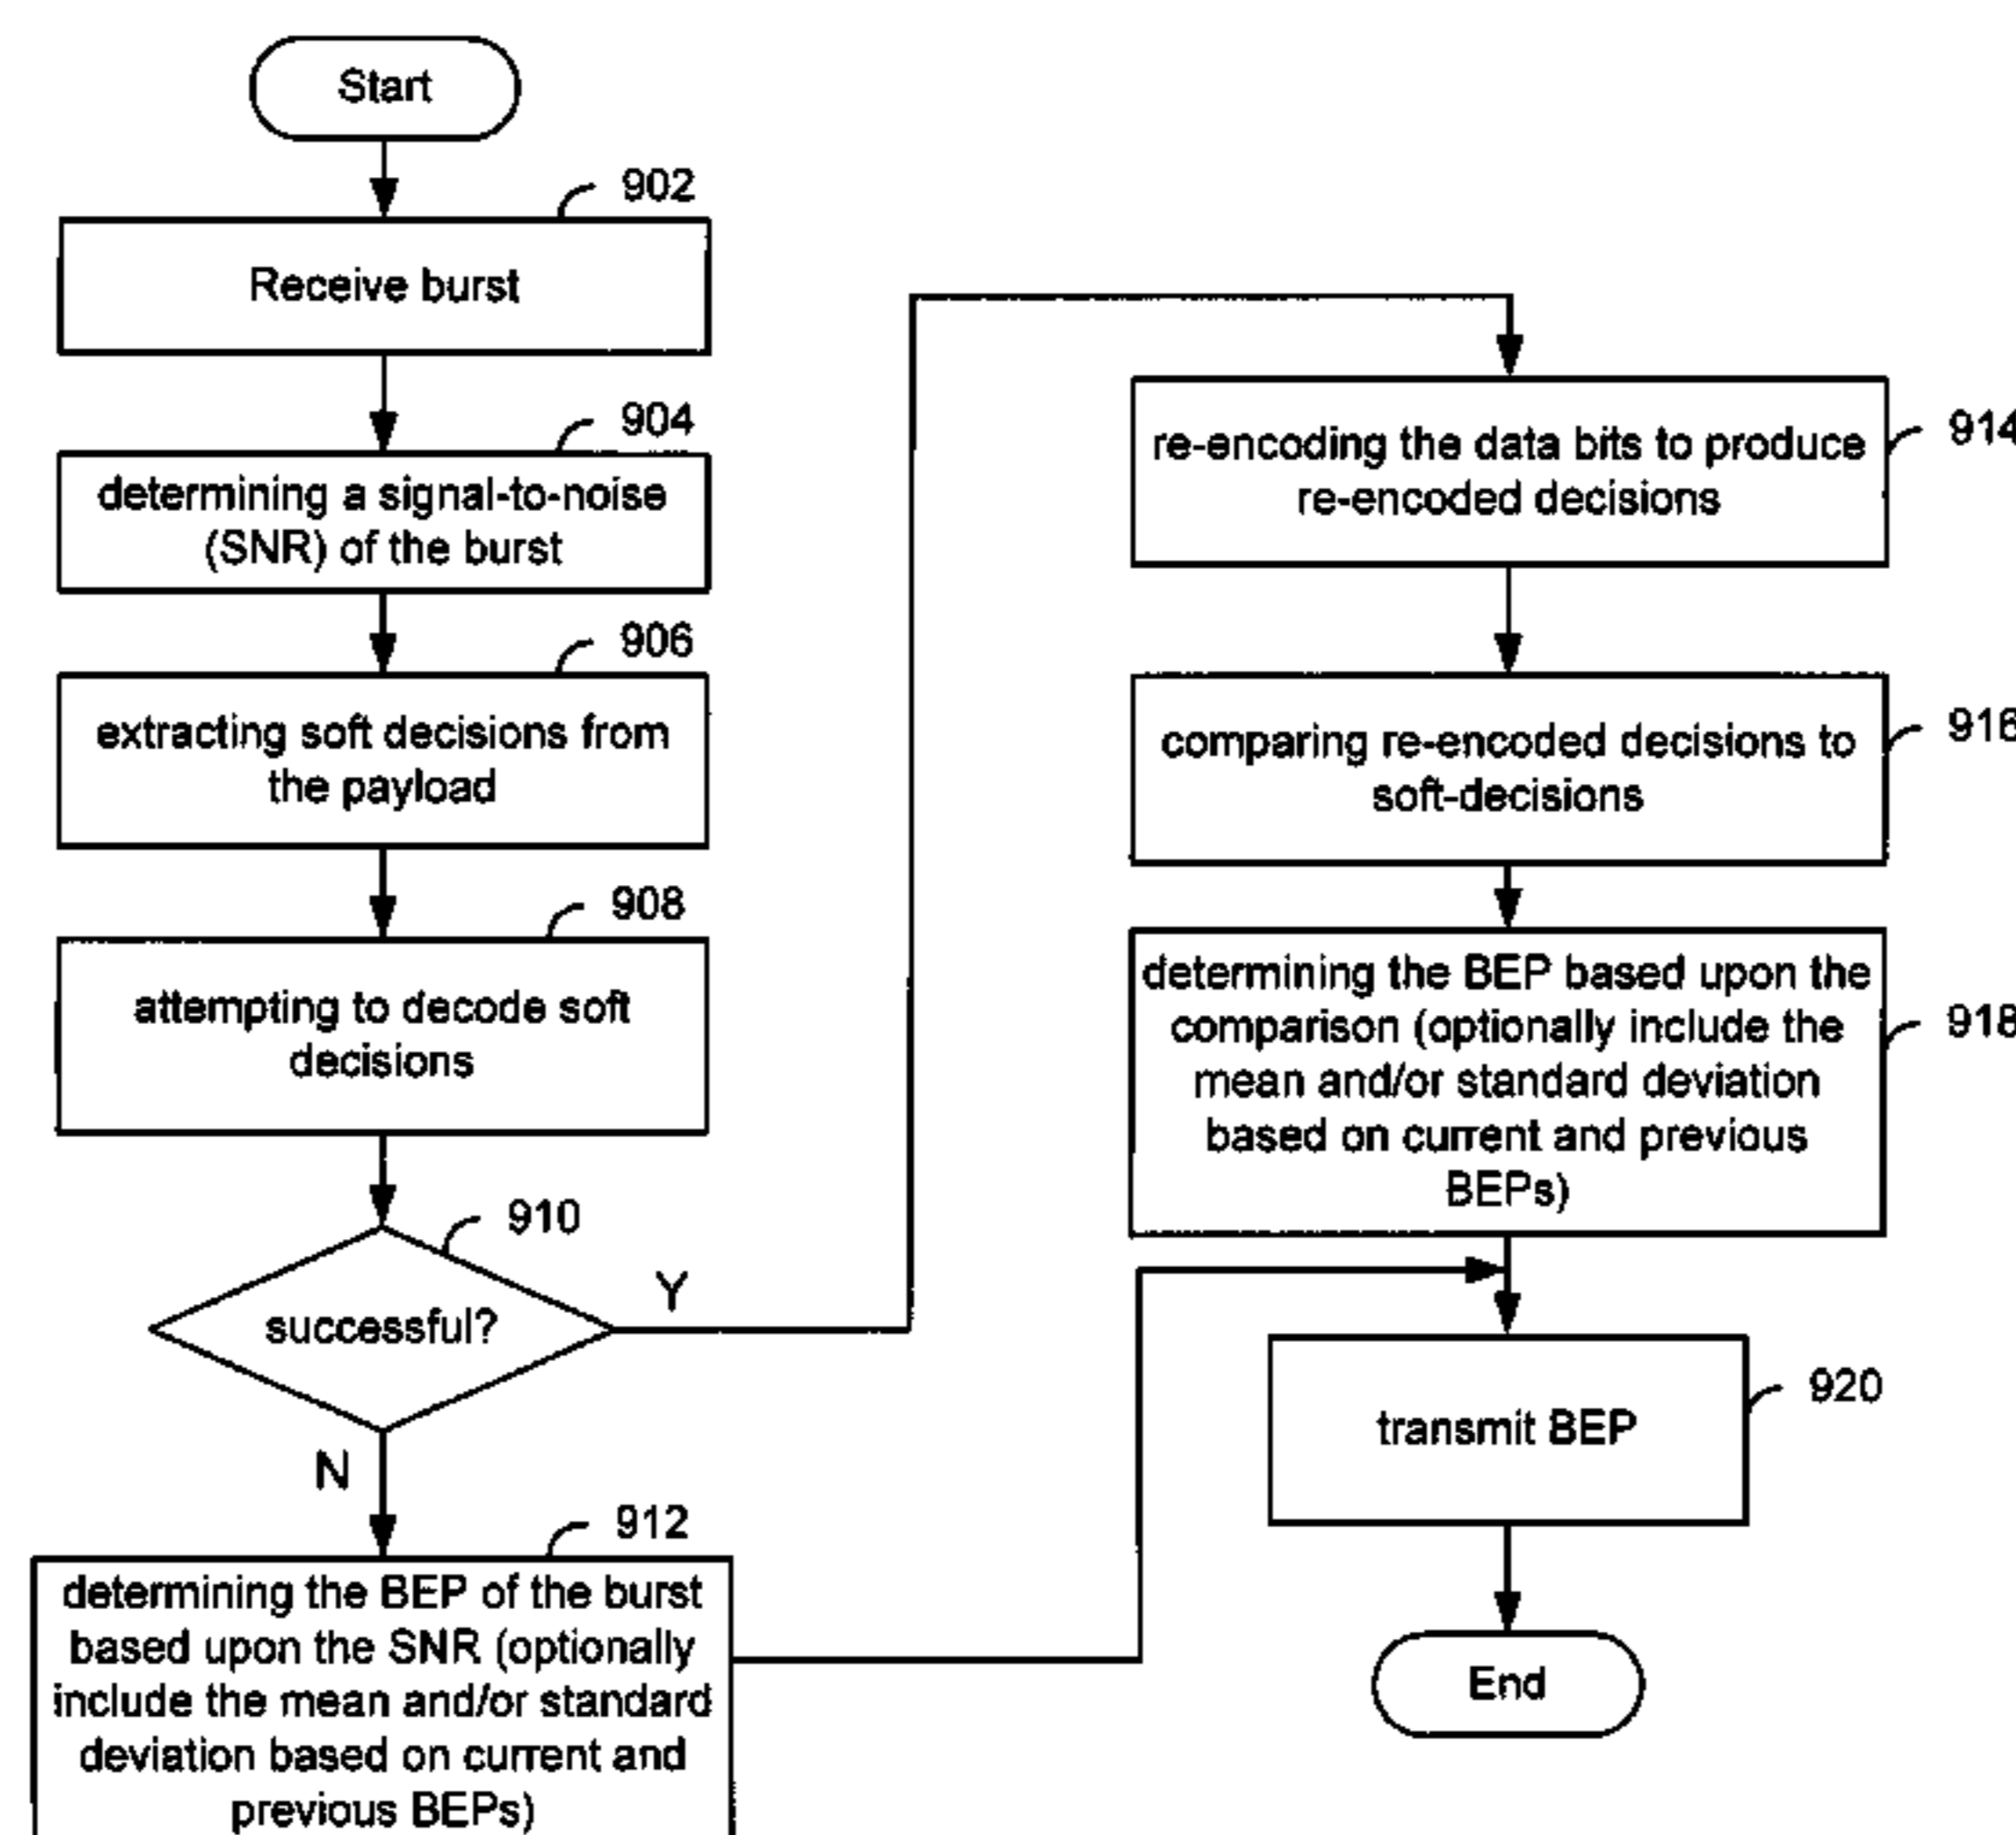 Start
902
Receive burst
904
determining a signal-to-noise
(SNR) of the burst
906
extracting soft decisions from
the payload
908
attempting to decode soft
decisions
910
successful?
Y
N
912
determining the BEP of the burst
based upon the SNR (optionally
include the mean and/or standard
deviation based on current and
previous BEPs)
914
re-encoding the data bits to produce
re-encoded decisions
916
comparing re-encoded decisions to
soft-decisions
918
determining the BEP based upon the
comparison (optionally include the
mean and/or standard deviation
based on current and previous
BEPs)
920
transmit BEP
End